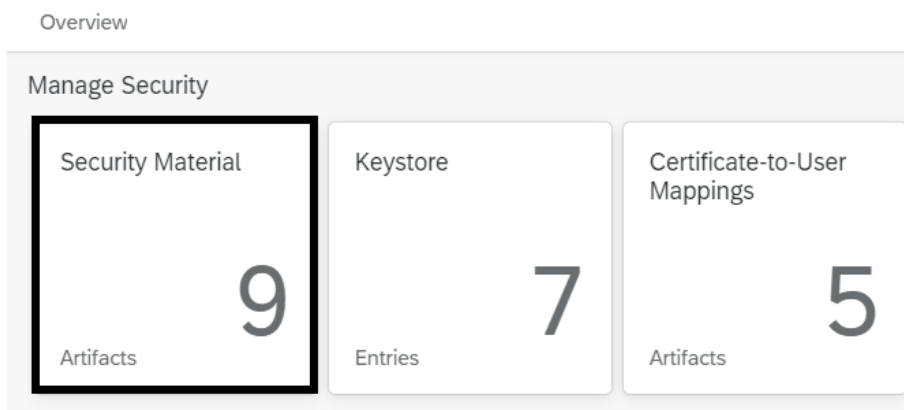 Overview
Manage Security
Security Material
9
Artifacts
Keystore
7
Entries
Certificate-to-User
Mappings
5
Artifacts